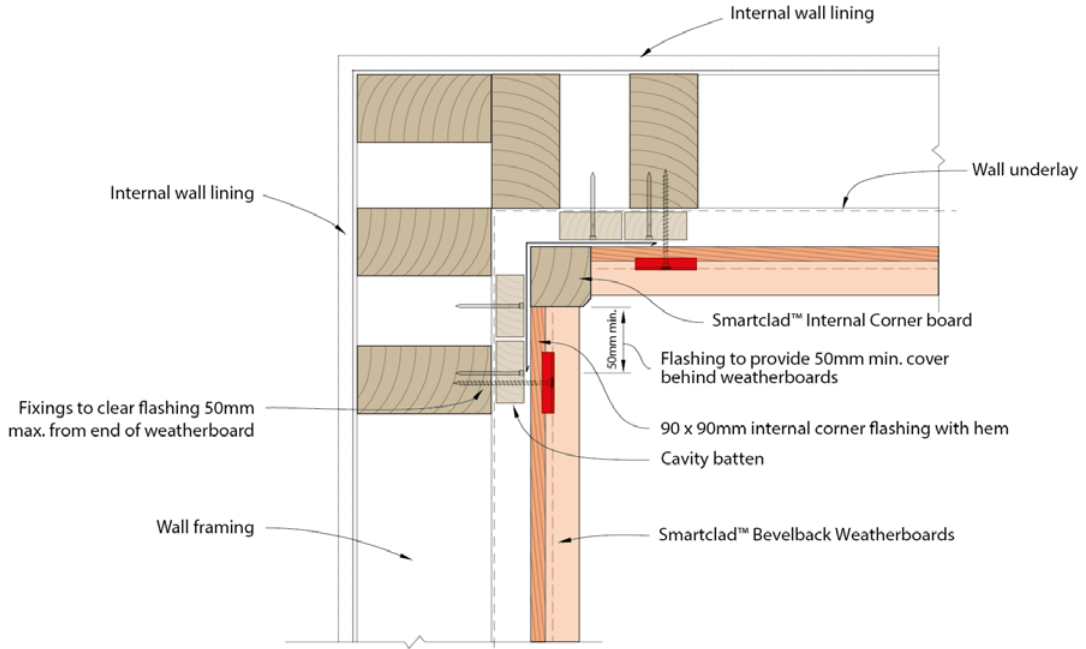 Internal wall lining
Wall underlay
Internal wall lining
Smartclad™ Internal Corner board
50mm min.
Flashing to provide 50mm min. cover
behind weatherboards
Fixings to clear flashing 50mm
max. from end of weatherboard
90 x 90mm internal corner flashing with hem
Cavity batten
Wall framing
Smartclad™ Bevelback Weatherboards